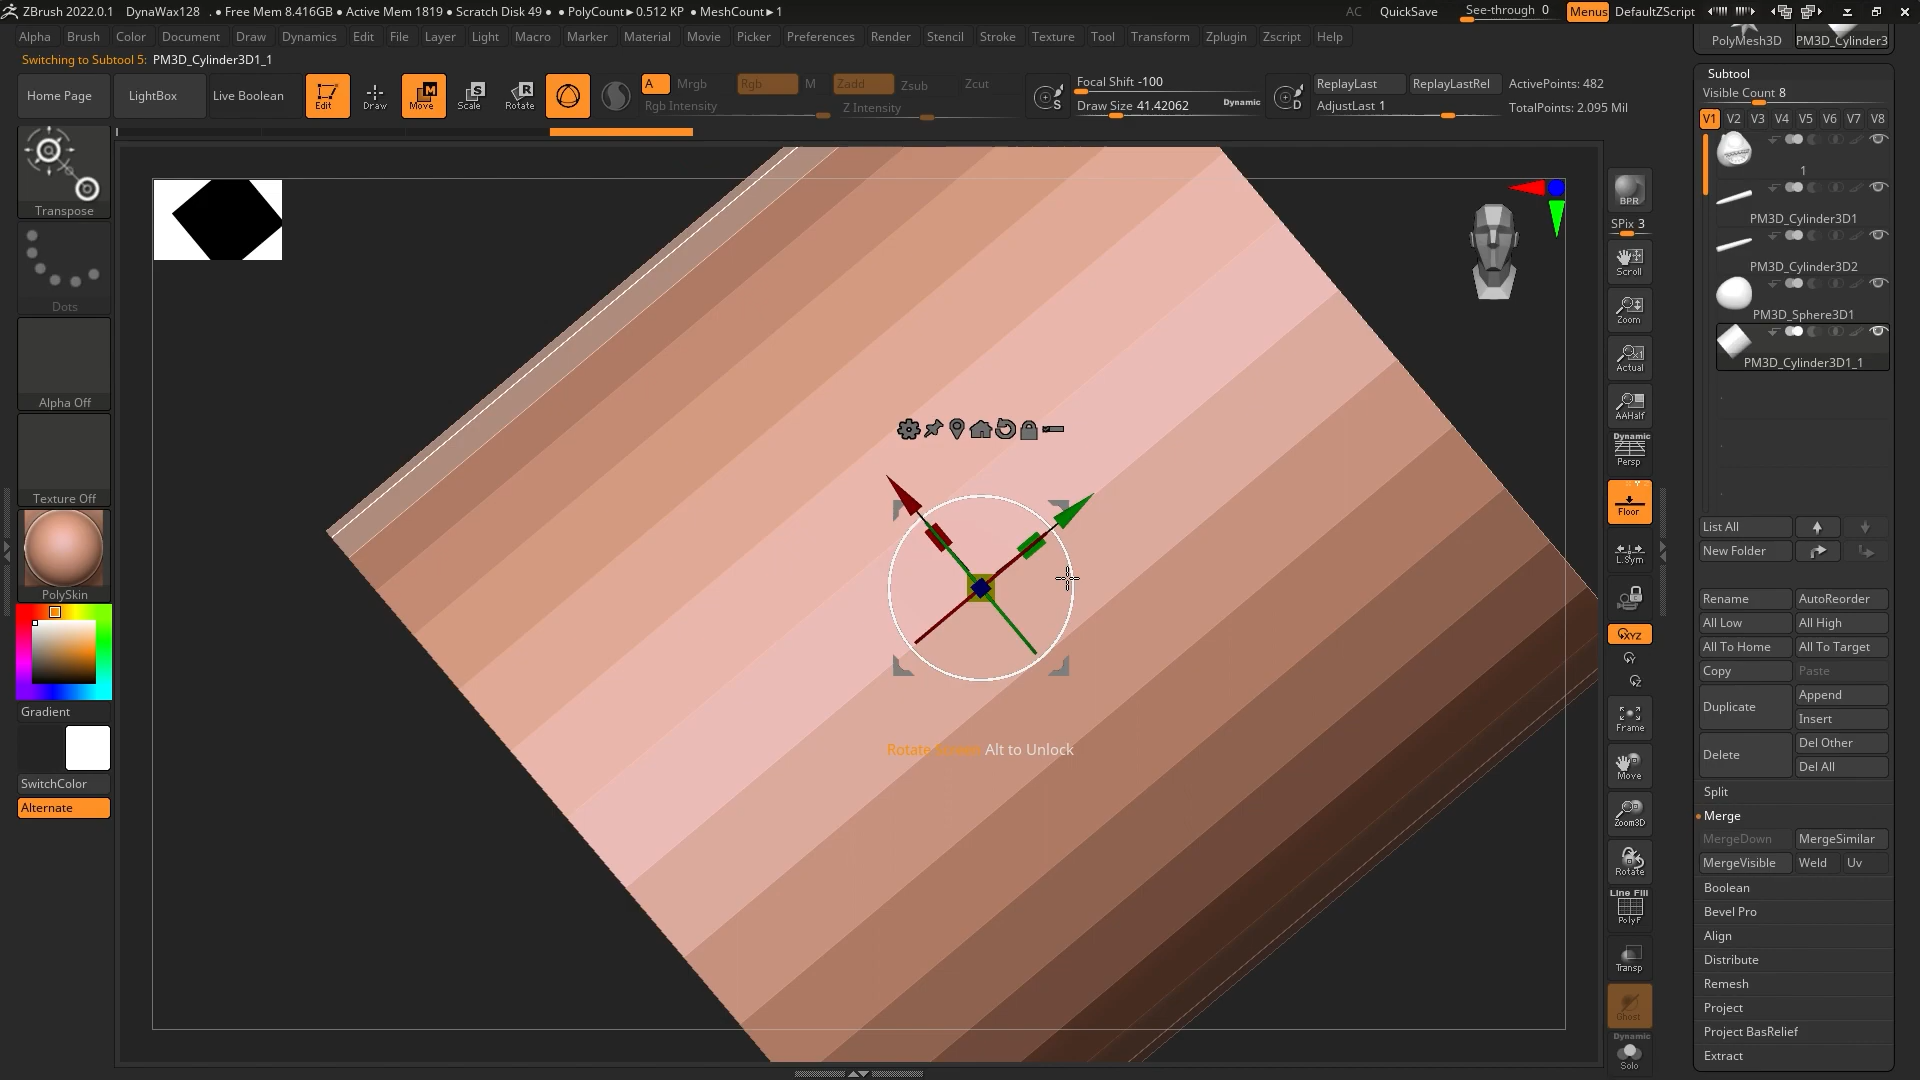 ZBrush 2022.0.1 DynaWax128 . ● Free Mem 8.416GB ● Active Mem 1819 ● Scratch Disk 49 ● ● PolyCount►0.512 KP ● MeshCount►1
AC QuickSave See-through 0 Menus DefaultZScript
Alpha Brush Color Document Draw Dynamics Edit File Layer Light Macro Marker Material Movie Picker Preferences Render Stencil Stroke Texture Tool Transform Zplugin Zscript Help
Switching to Subtool 5: PM3D_Cylinder3D1_1
Home Page LightBox Live Boolean Edit Draw Move Scale Rotate
A Mrgb Rgb M Zadd Zsub Zcut
Rgb Intensity Z Intensity
S Focal Shift -100
Draw Size 41.42062 Dynamic
D ReplayLast ReplayLastRel
AdjustLast 1
ActivePoints: 482
TotalPoints: 2.095 Mil
Transpose
Dots
Alpha Off
Texture Off
PolySkin
Gradient
SwitchColor
Alternate
Alt to Unlock
BPR
SPix 3
Scroll
Zoom
Actual
AAHalf
Dynamic
Persp
Floor
L.Sym
XYZ
Y
Z
Frame
Move
Zoom3D
Rotate
Line Fill
PolyF
Transp
Ghost
Dynamic
Solo
PolyMesh3D PM3D_Cylinder3
Subtool
Visible Count 8
V1 V2 V3 V4 V5 V6 V7 V8
1
PM3D_Cylinder3D1
PM3D_Cylinder3D2
PM3D_Sphere3D1
PM3D_Cylinder3D1_1
List All
New Folder
Rename AutoReorder
All Low All High
All To Home All To Target
Copy Paste
Duplicate Append
Insert
Delete Del Other
Del All
Split
Merge
MergeDown MergeSimilar
MergeVisible Weld Uv
Boolean
Bevel Pro
Align
Distribute
Remesh
Project
Project BasRelief
Extract